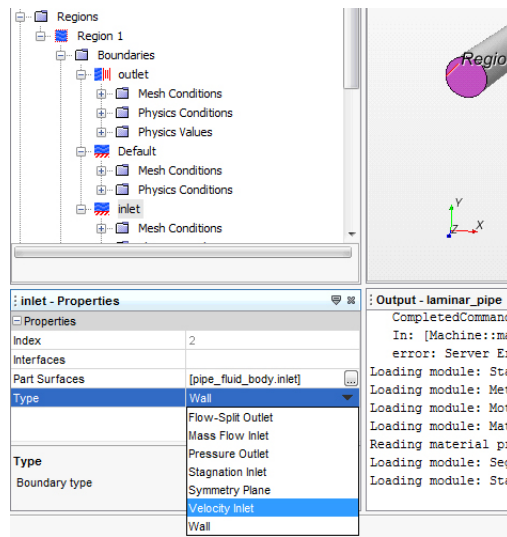 Regions
Region 1
Boundaries
outlet
Mesh Conditions
Physics Conditions
Physics Values
Default
Mesh Conditions
Physics Conditions
inlet
Mesh Conditions
Regio
Y
Z
X
inlet - Properties
Properties
Index 2
Interfaces
Part Surfaces [pipe_fluid_body.inlet] ...
Type Wall
Flow-Split Outlet
Mass Flow Inlet
Pressure Outlet
Stagnation Inlet
Symmetry Plane
Velocity Inlet
Wall
Type
Boundary type
Output - laminar_pipe
CompletedCommand
In: [Machine::ma
error: Server Er
Loading module: Sta
Loading module: Met
Loading module: Mot
Loading module: Mat
Reading material pr
Loading module: Seg
Loading module: Sta